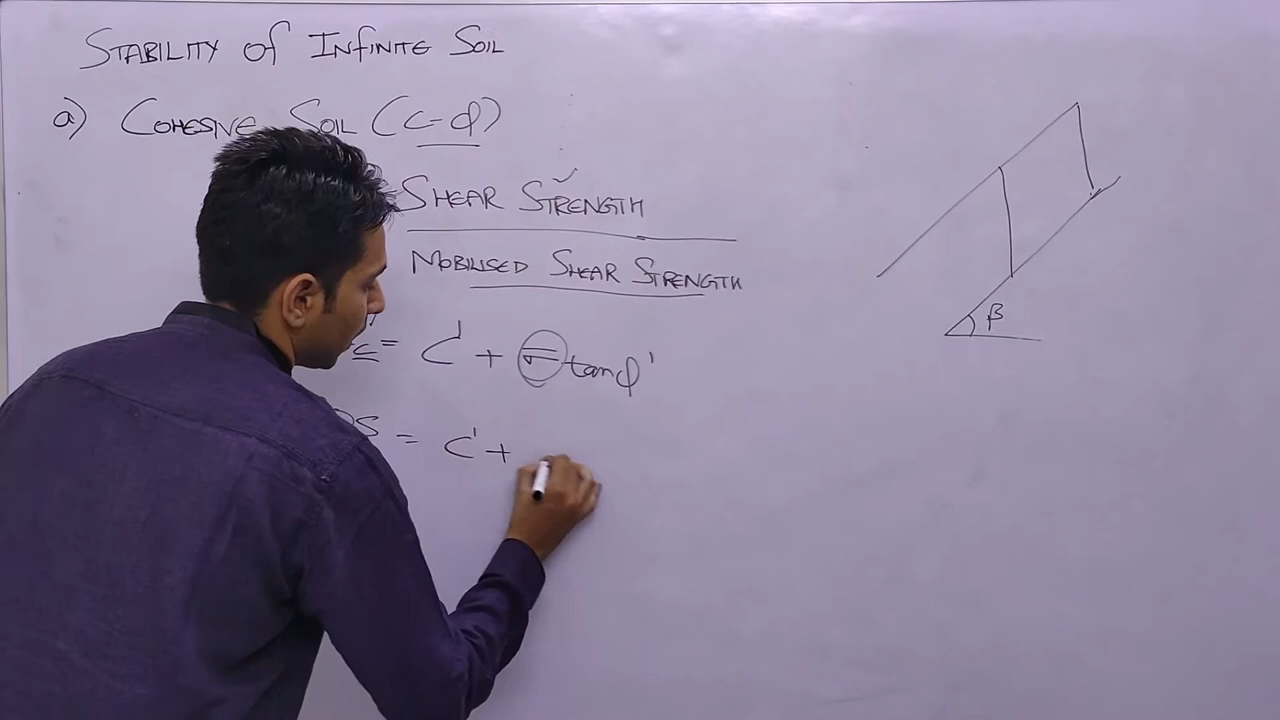 STABILITY of INFINITE SOIL
a) COHESIVE SOIL (C-φ)
SHEAR STRENGTH
MOBILISED SHEAR STRENGTH
= C' + σ̅ tanφ'
= C' +
β